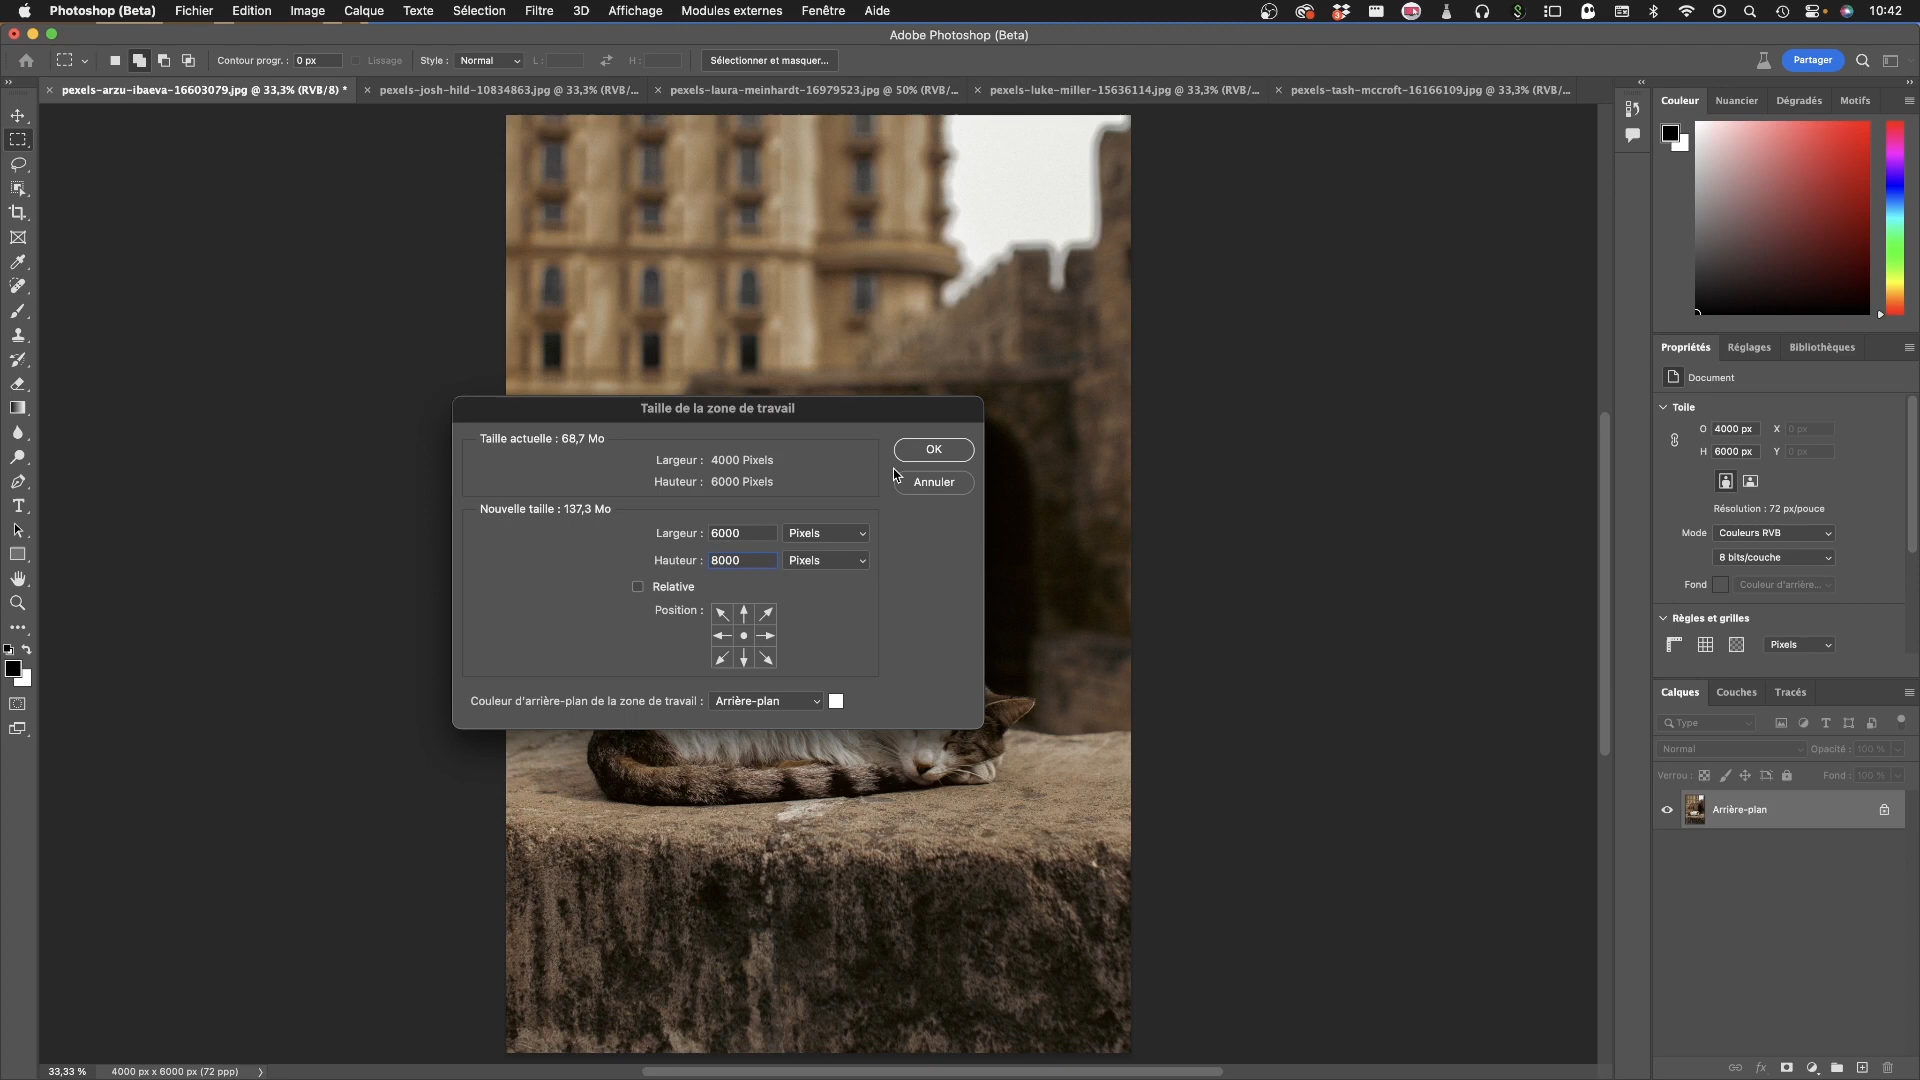 Photoshop (Beta) Fichier Edition Image Calque Texte Sélection Filtre 3D Affichage Modules externes Fenêtre Aide 10:42
Adobe Photoshop (Beta)
Contour progr. : 0 px Lissage Style : Normal L : H : Sélectionner et masquer... Partager
pexels-arzu-ibaeva-16603079.jpg @ 33,3% (RVB/8) * pexels-josh-hild-10834863.jpg @ 33,3% (RVB/... pexels-laura-meinhardt-16979523.jpg @ 50% (RVB/... pexels-luke-miller-15636114.jpg @ 33,3% (RVB/... pexels-tash-mccroft-16166109.jpg @ 33,3% (RVB/...
Couleur Nuancier Dégradés Motifs
Propriétés Réglages Bibliothèques
Document
Toile
O 4000 px X 0 px
H 6000 px Y 0 px
Résolution : 72 px/pouce
Mode Couleurs RVB
8 bits/couche
Fond Couleur d'arrière...
Règles et grilles
Pixels
Calques Couches Tracés
Type
Normal Opacité : 100 %
Verrou : Fond : 100 %
Arrière-plan
Taille de la zone de travail
Taille actuelle : 68,7 Mo
Largeur : 4000 Pixels
Hauteur : 6000 Pixels
OK
Annuler
Nouvelle taille : 137,3 Mo
Largeur : 6000 Pixels
Hauteur : 8000 Pixels
Relative
Position :
Couleur d'arrière-plan de la zone de travail : Arrière-plan
33,33 % 4000 px x 6000 px (72 ppp)